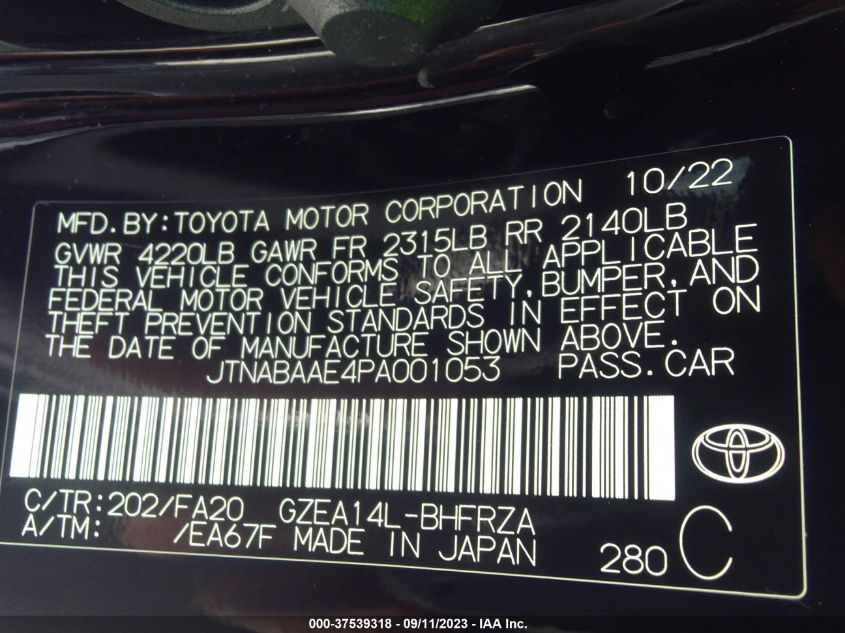 MFD.BY:TOYOTA MOTOR CORPORATION 10/22
GVWR 4220LB GAWR FR 2315LB RR 2140LB
THIS VEHICLE CONFORMS TO ALL APPLICABLE
FEDERAL MOTOR VEHICLE SAFETY,BUMPER,AND
THEFT PREVENTION STANDARDS IN EFFECT ON
THE DATE OF MANUFACTURE SHOWN ABOVE.
JTNABAAE4PA001053 PASS.CAR
C/TR:202/FA20 GZEA14L-BHFRZA
A/TM: /EA67F MADE IN JAPAN 280 C
000-37539318 - 09/11/2023 - IAA Inc.